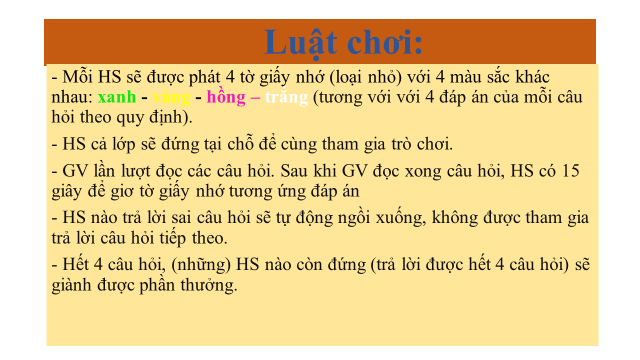 Luật chơi:
- Mỗi HS sẽ được phát 4 tờ giấy nhớ (loại nhỏ) với 4 màu sắc khác
nhau: xanh - vàng - hồng – trắng (tương với với 4 đáp án của mỗi câu
hỏi theo quy định).
- HS cả lớp sẽ đứng tại chỗ để cùng tham gia trò chơi.
- GV lần lượt đọc các câu hỏi. Sau khi GV đọc xong câu hỏi, HS có 15
giây để giơ tờ giấy nhớ tương ứng đáp án
- HS nào trả lời sai câu hỏi sẽ tự động ngồi xuống, không được tham gia
trả lời câu hỏi tiếp theo.
- Hết 4 câu hỏi, (những) HS nào còn đứng (trả lời được hết 4 câu hỏi) sẽ
giành được phần thưởng.